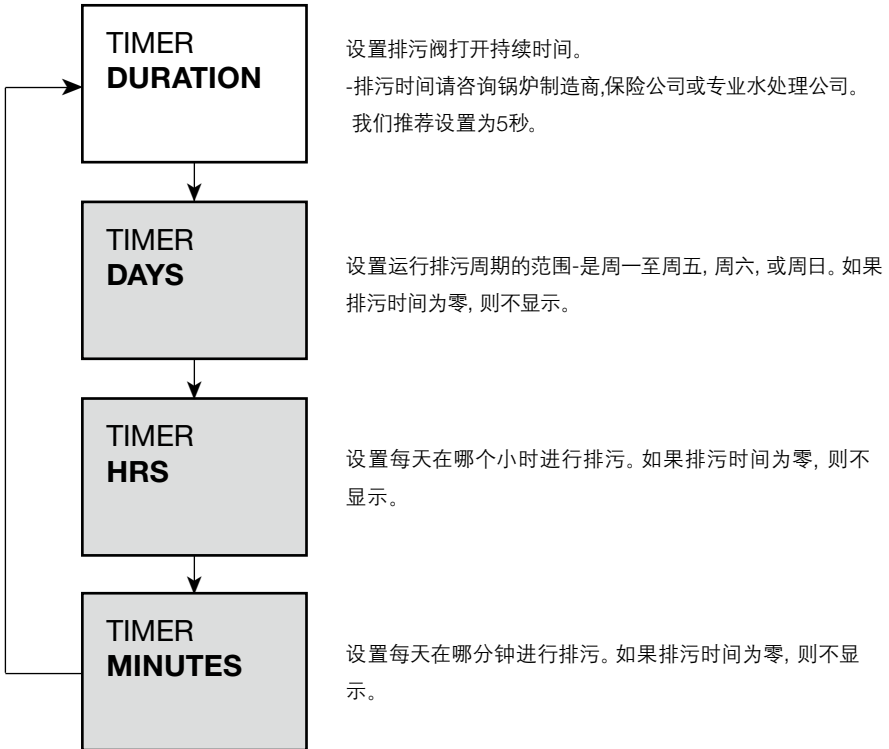 TIMER
DURATION
设置排污阀打开持续时间。
-排污时间请咨询锅炉制造商,保险公司或专业水处理公司。
我们推荐设置为5秒。
TIMER
DAYS
设置运行排污周期的范围-是周一至周五, 周六, 或周日。如果
排污时间为零, 则不显示。
TIMER
HRS
设置每天在哪个小时进行排污。如果排污时间为零, 则不
显示。
TIMER
MINUTES
设置每天在哪分钟进行排污。如果排污时间为零, 则不显
示。